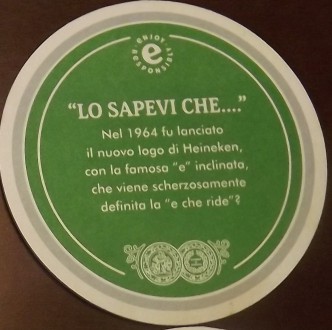 ENJOY
e
RESPONSIBLY
"LO SAPEVI CHE...."
Nel 1964 fu lanciato
il nuovo logo di Heineken,
con la famosa "e" inclinata,
che viene scherzosamente
definita la "e che ride"?